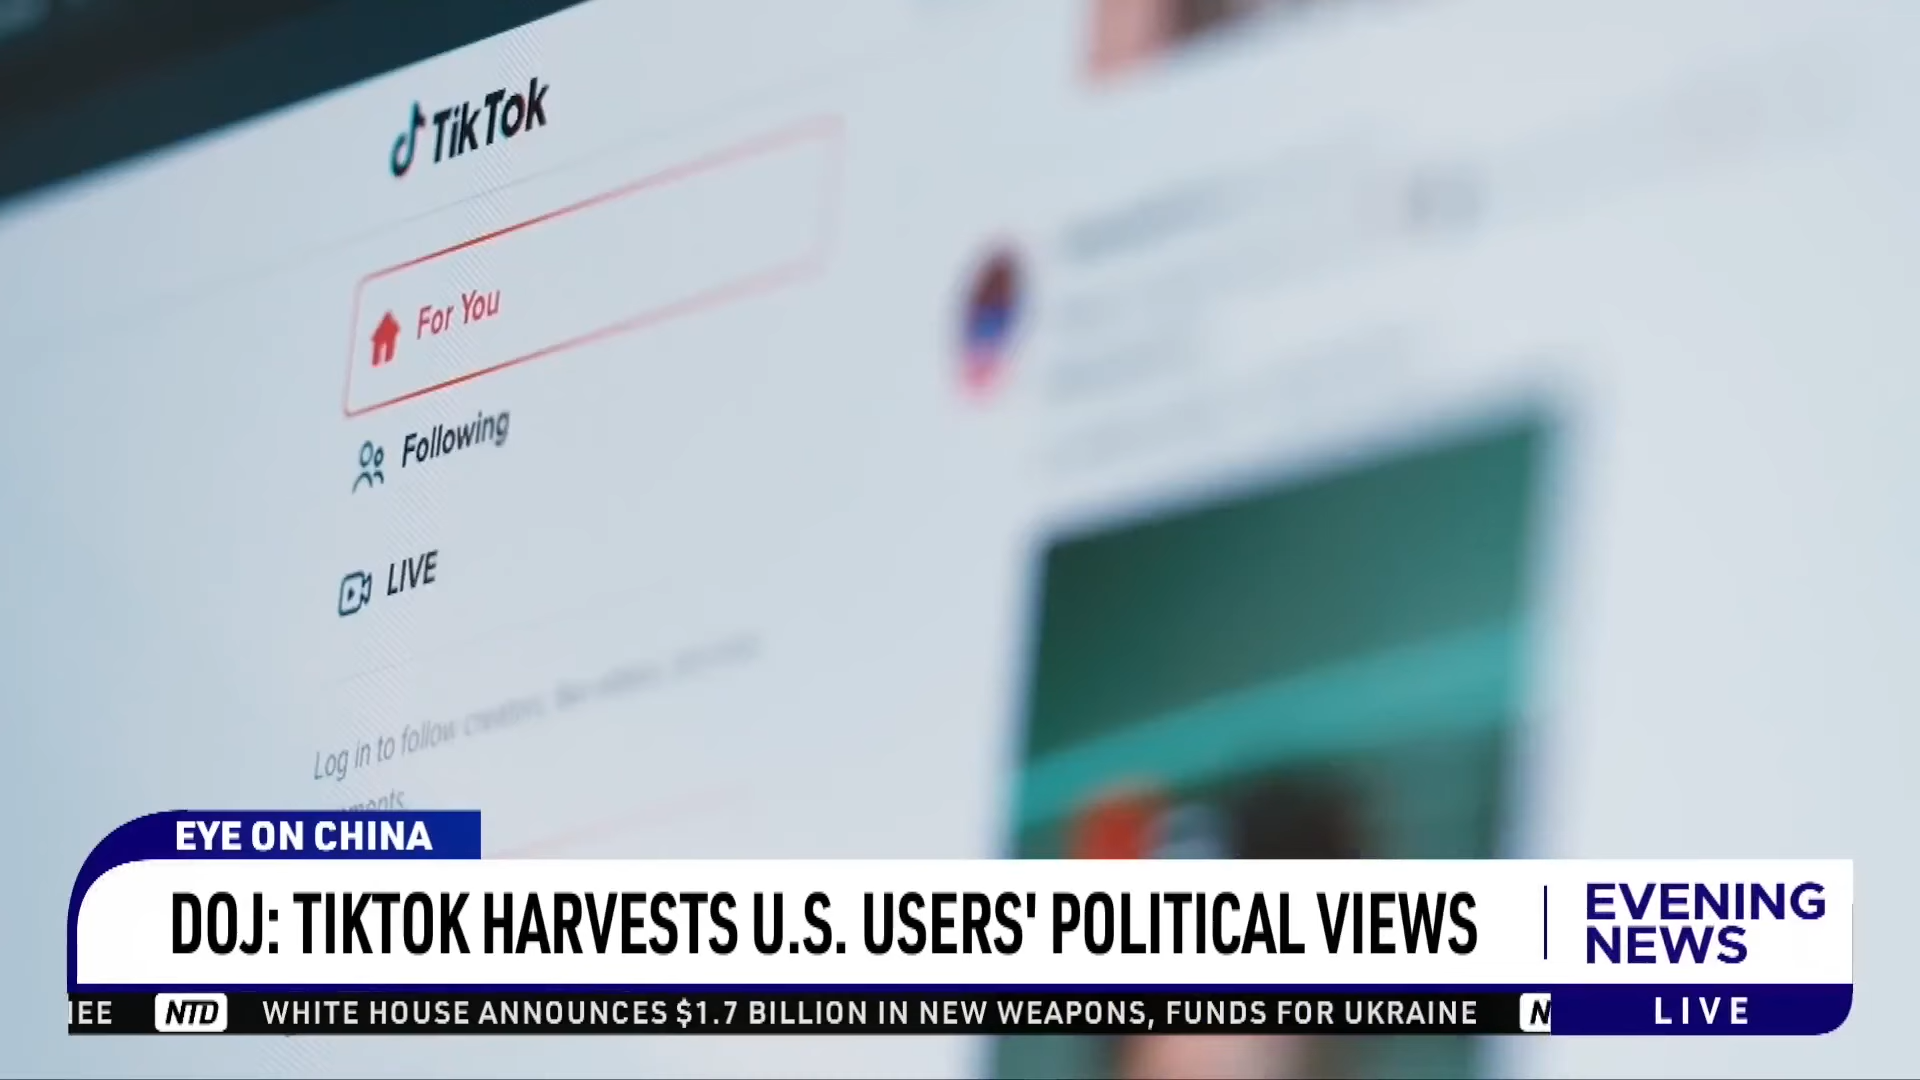 TikTok
For You
Following
LIVE
Log in to follow creators,
EYE ON CHINA
DOJ: TIKTOK HARVESTS U.S. USERS' POLITICAL VIEWS
EVENING
NEWS
NTD WHITE HOUSE ANNOUNCES $1.7 BILLION IN NEW WEAPONS, FUNDS FOR UKRAINE
LIVE